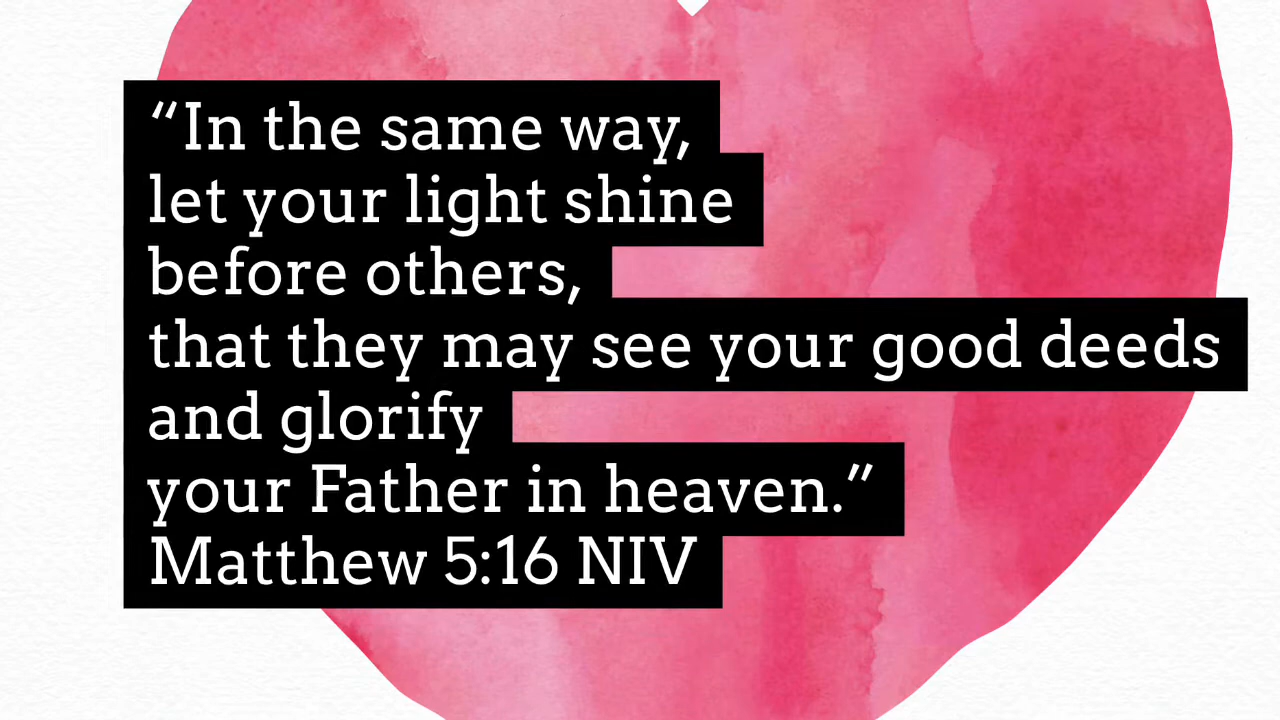 “In the same way,
let your light shine
before others,
that they may see your good deeds
and glorify
your Father in heaven.”
Matthew 5:16 NIV